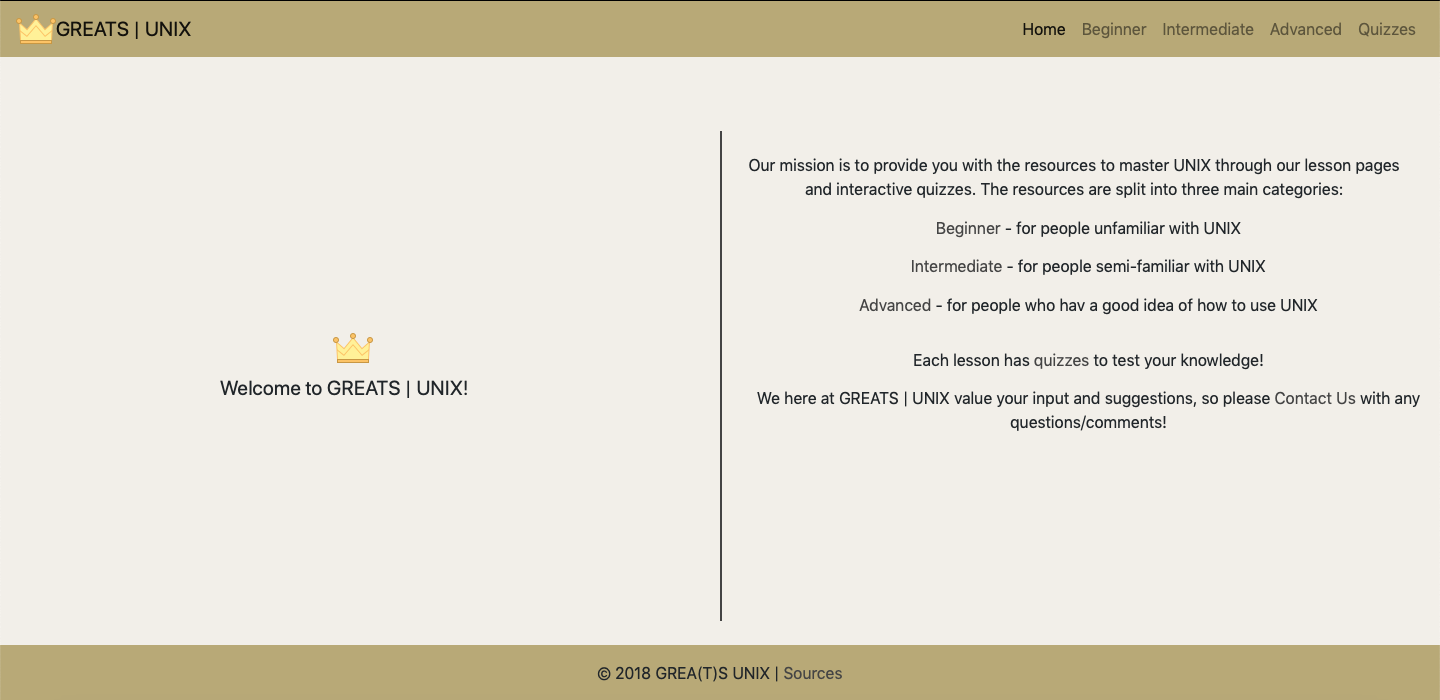 GREATS | UNIX
Home Beginner Intermediate Advanced Quizzes
Welcome to GREATS | UNIX!
Our mission is to provide you with the resources to master UNIX through our lesson pages
and interactive quizzes. The resources are split into three main categories:
Beginner - for people unfamiliar with UNIX
Intermediate - for people semi-familiar with UNIX
Advanced - for people who hav a good idea of how to use UNIX
Each lesson has quizzes to test your knowledge!
We here at GREATS | UNIX value your input and suggestions, so please Contact Us with any
questions/comments!
© 2018 GREA(T)S UNIX | Sources